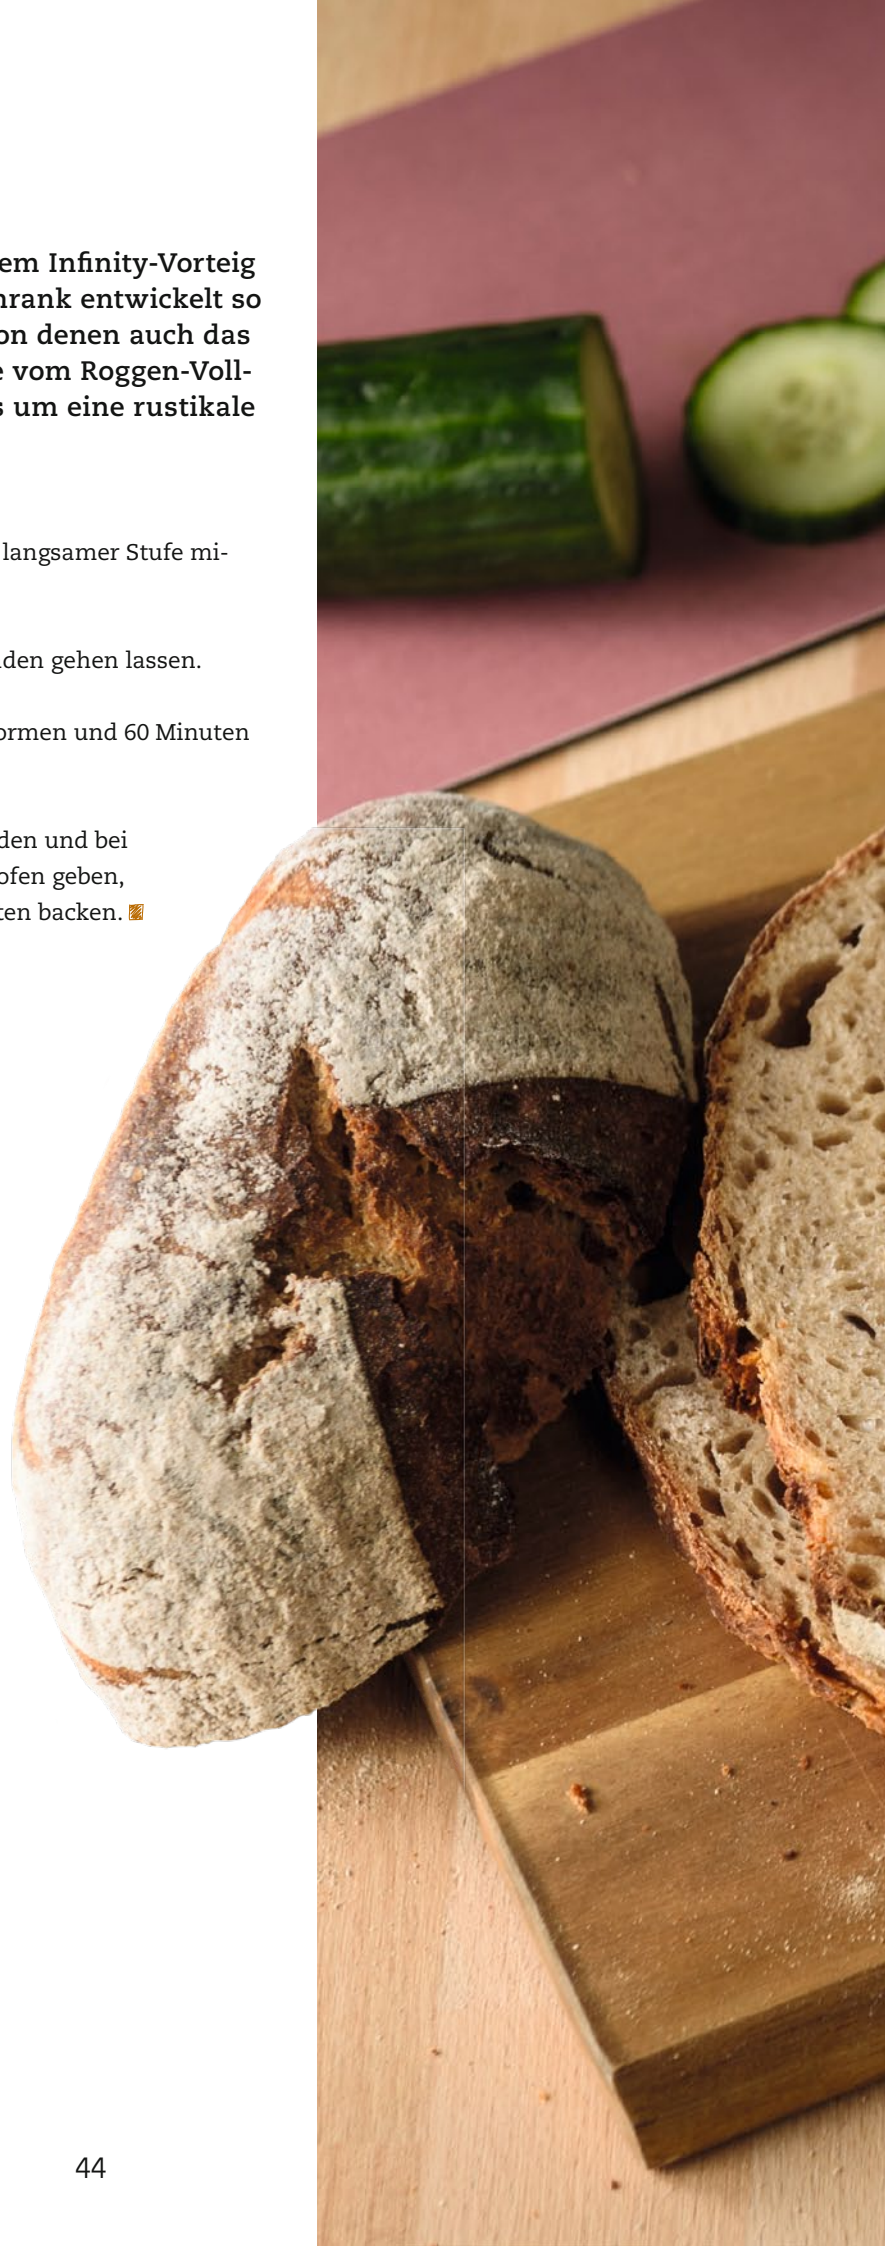 em Infinity-Vorteig
hrank entwickelt so
on denen auch das
e vom Roggen-Voll-
s um eine rustikale
langsamer Stufe mi-
den gehen lassen.
ormen und 60 Minuten
den und bei
ofen geben,
ten backen.
44